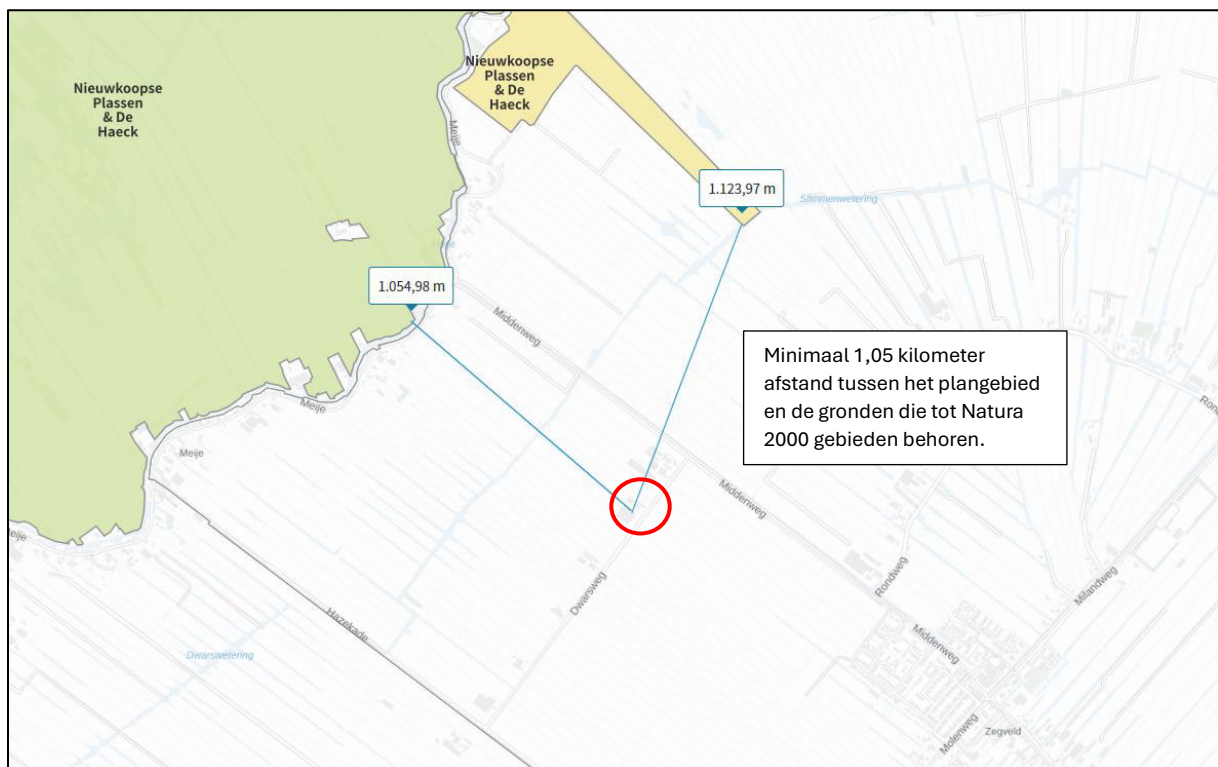 Nieuwkoopse
Plassen
& De
Haeck
Nieuwkoopse
Plassen
& De
Haeck
Meije
1.123,97 m
Slimmenwetering
1.054,98 m
Middenweg
Minimaal 1,05 kilometer
afstand tussen het plangebied
en de gronden die tot Natura
2000 gebieden behoren.
Meije
Meije
Middenweg
Meije
Dwarsweg
Rondweg
Milandweg
Hazekade
Middenweg
Dwarswetering
Molenweg
Zegveld